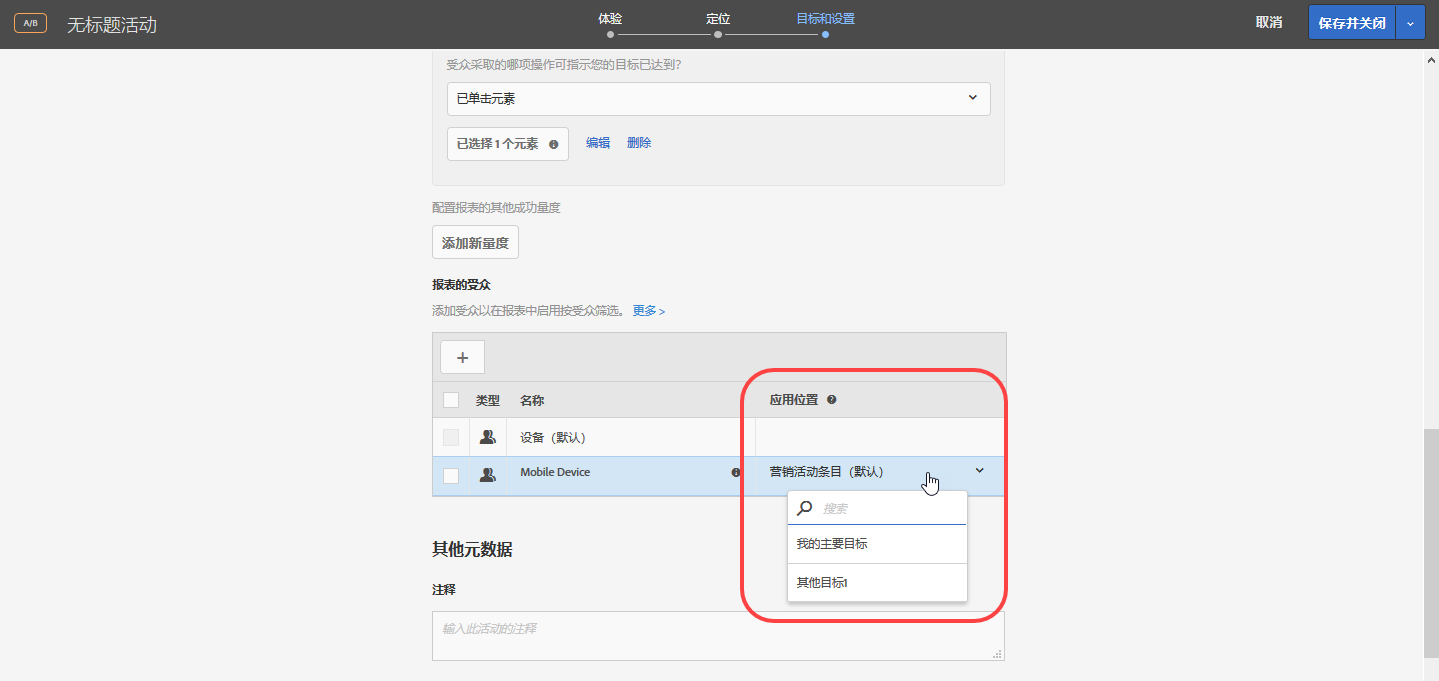 A/B 无标题活动 体验 定位 目标和设置 取消 保存并关闭
受众采取的哪项操作可指示您的目标已达到?
已单击元素
已选择 1 个元素 编辑 删除
配置报表的其他成功量度
添加新量度
报表的受众
添加受众以在报表中启用按受众筛选。 更多 >
+
类型 名称 应用位置
设备（默认）
Mobile Device 营销活动条目（默认）
搜索
我的主要目标
其他目标1
其他元数据
注释
输入此活动的注释